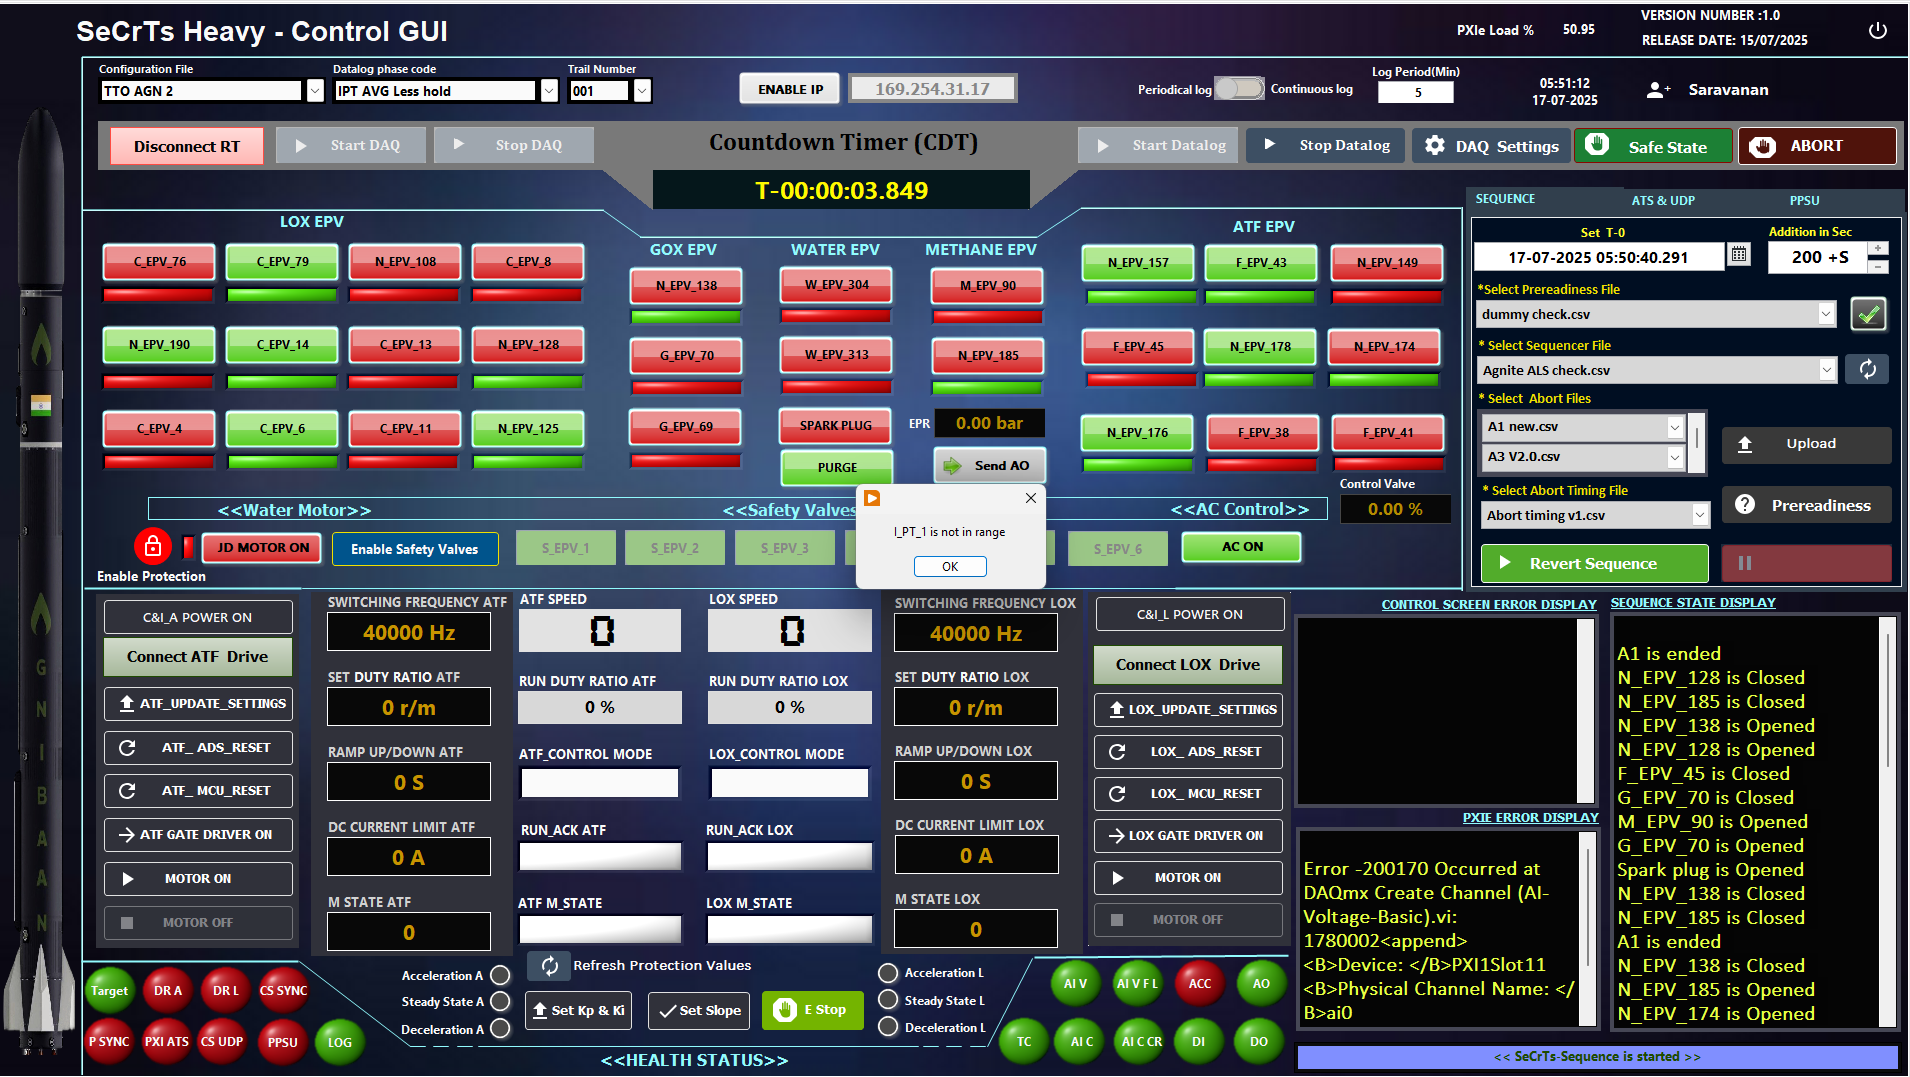 SeCrTs Heavy - Control GUI
PXIe Load %
50.95
VERSION NUMBER :1.0
RELEASE DATE: 15/07/2025
Configuration File
Datalog phase code
Trail Number
TTO AGN 2
IPT AVG Less hold
001
ENABLE IP
169.254.31.17
Periodical log
Continuous log
Log Period(Min)
5
05:51:12
17-07-2025
Saravanan
Disconnect RT
Start DAQ
Stop DAQ
Countdown Timer (CDT)
T-00:00:03.849
Start Datalog
Stop Datalog
DAQ Settings
Safe State
ABORT
LOX EPV
C_EPV_76
C_EPV_79
N_EPV_108
C_EPV_8
N_EPV_190
C_EPV_14
C_EPV_13
N_EPV_128
C_EPV_4
C_EPV_6
C_EPV_11
N_EPV_125
GOX EPV
N_EPV_138
G_EPV_70
G_EPV_69
WATER EPV
W_EPV_304
W_EPV_313
SPARK PLUG
PURGE
METHANE EPV
M_EPV_90
N_EPV_185
EPR
0.00 bar
Send AO
ATF EPV
N_EPV_157
F_EPV_43
N_EPV_149
F_EPV_45
N_EPV_178
N_EPV_174
N_EPV_176
F_EPV_38
F_EPV_41
Control Valve
0.00 %
SEQUENCE
ATS & UDP
PPSU
Set T-0
Addition in Sec
17-07-2025 05:50:40.291
200 +S
*Select Prereadiness File
dummy check.csv
* Select Sequencer File
Agnite ALS check.csv
* Select Abort Files
A1 new.csv
A3 V2.0.csv
Upload
* Select Abort Timing File
Abort timing v1.csv
Prereadiness
Revert Sequence
<<Water Motor>>
<<Safety Valves
<<AC Control>>
JD MOTOR ON
Enable Protection
Enable Safety Valves
S_EPV_1
S_EPV_2
S_EPV_3
S_EPV_6
AC ON
I_PT_1 is not in range
OK
C&I_A POWER ON
Connect ATF Drive
ATF_UPDATE_SETTINGS
ATF_ ADS_RESET
ATF_ MCU_RESET
ATF GATE DRIVER ON
MOTOR ON
MOTOR OFF
SWITCHING FREQUENCY ATF
40000 Hz
SET DUTY RATIO ATF
0 r/m
RAMP UP/DOWN ATF
0 S
DC CURRENT LIMIT ATF
0 A
M STATE ATF
0
ATF SPEED
0
RUN DUTY RATIO ATF
0 %
ATF_CONTROL MODE
RUN_ACK ATF
ATF M_STATE
LOX SPEED
0
RUN DUTY RATIO LOX
0 %
LOX_CONTROL MODE
RUN_ACK LOX
LOX M_STATE
SWITCHING FREQUENCY LOX
40000 Hz
SET DUTY RATIO LOX
0 r/m
RAMP UP/DOWN LOX
0 S
DC CURRENT LIMIT LOX
0 A
M STATE LOX
0
C&I_L POWER ON
Connect LOX Drive
LOX_UPDATE_SETTINGS
LOX_ ADS_RESET
LOX_ MCU_RESET
LOX GATE DRIVER ON
MOTOR ON
MOTOR OFF
CONTROL SCREEN ERROR DISPLAY
PXIE ERROR DISPLAY
Error -200170 Occurred at
DAQmx Create Channel (AI-
Voltage-Basic).vi:
1780002<append>
<B>Device: </B>PXI1Slot11
<B>Physical Channel Name: </
B>ai0
SEQUENCE STATE DISPLAY
A1 is ended
N_EPV_128 is Closed
N_EPV_185 is Closed
N_EPV_138 is Opened
N_EPV_128 is Opened
F_EPV_45 is Closed
G_EPV_70 is Closed
M_EPV_90 is Opened
G_EPV_70 is Opened
Spark plug is Opened
N_EPV_138 is Closed
N_EPV_185 is Closed
A1 is ended
N_EPV_138 is Closed
N_EPV_185 is Opened
N_EPV_174 is Opened
<< SeCrTs-Sequence is started >>
Target
DR A
DR L
CS SYNC
P SYNC
PXI ATS
CS UDP
PPSU
LOG
Acceleration A
Steady State A
Deceleration A
Refresh Protection Values
Set Kp & Ki
Set Slope
E Stop
Acceleration L
Steady State L
Deceleration L
<<HEALTH STATUS>>
AI V
AI V F L
ACC
AO
TC
AI C
AI C CR
DI
DO
AGNIBAAN